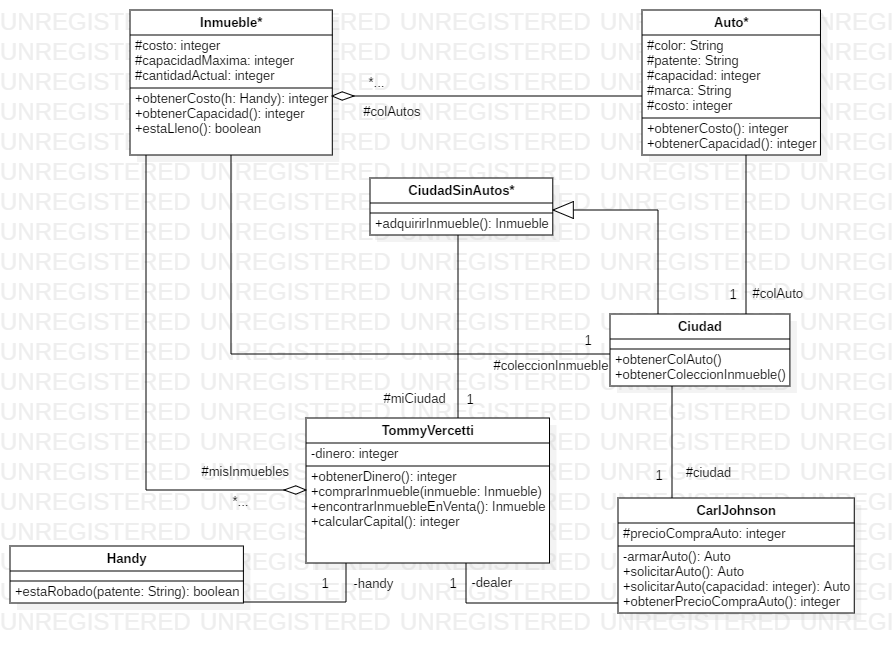 Inmueble*
#costo: integer
#capacidadMaxima: integer
#cantidadActual: integer
+obtenerCosto(h: Handy): integer
+obtenerCapacidad(): integer
+estaLleno(): boolean
*...
#colAutos
Auto*
#color: String
#patente: String
#capacidad: integer
#marca: String
#costo: integer
+obtenerCosto(): integer
+obtenerCapacidad(): integer
CiudadSinAutos*
+adquirirInmueble(): Inmueble
1
#colAuto
Ciudad
+obtenerColAuto()
+obtenerColeccionInmueble()
1
#coleccionInmueble
#miCiudad
1
TommyVercetti
-dinero: integer
+obtenerDinero(): integer
+comprarInmueble(inmueble: Inmueble)
+encontrarInmuebleEnVenta(): Inmueble
+calcularCapital(): integer
#misInmuebles
*...
1
#ciudad
CarlJohnson
#precioCompraAuto: integer
-armarAuto(): Auto
+solicitarAuto(): Auto
+solicitarAuto(capacidad: integer): Auto
+obtenerPrecioCompraAuto(): integer
Handy
+estaRobado(patente: String): boolean
1
-handy
1
-dealer
UNREGISTERED